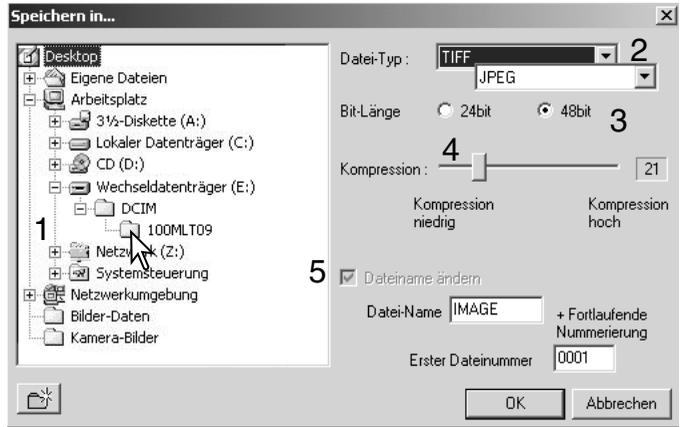 Speichern in...
Desktop
Eigene Dateien
Arbeitsplatz
3½-Diskette (A:)
Lokaler Datenträger (C:)
CD (D:)
Wechseldatenträger (E:)
DCIM
1
100MLT09
Netzwerk (Z:)
Systemsteuerung
Netzwerkumgebung
Bilder-Daten
Kamera-Bilder
Datei-Typ : TIFF 2
JPEG
Bit-Länge 24bit 48bit 3
4
Kompression : 21
Kompression niedrig
Kompression hoch
5 Dateiname ändern
Datei-Name IMAGE + Fortlaufende
Nummerierung
Erster Dateinummer 0001
OK Abbrechen